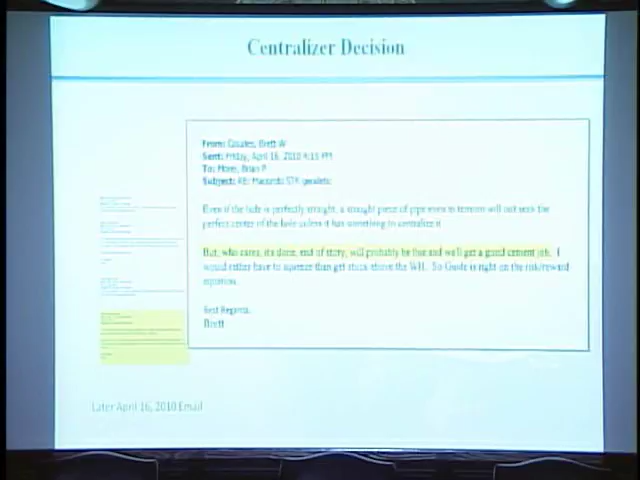 Centralizer Decision
From: Cocales, Brett W
Sent: Friday, April 16, 2010 4:15 PM
To: Morel, Brian P
Subject: RE: Macondo STK geodetic
Even if the hole is perfectly straight, a straight piece of pipe even in tension will not seek the
perfect center of the hole unless it has something to centralize it.
But, who cares, its done, end of story, will probably be fine and we'll get a good cement job. I
would rather have to squeeze than get stuck above the WH. So Guide is right on the risk/reward
equation.
Best Regards,
Brett
Later April 16, 2010 Email